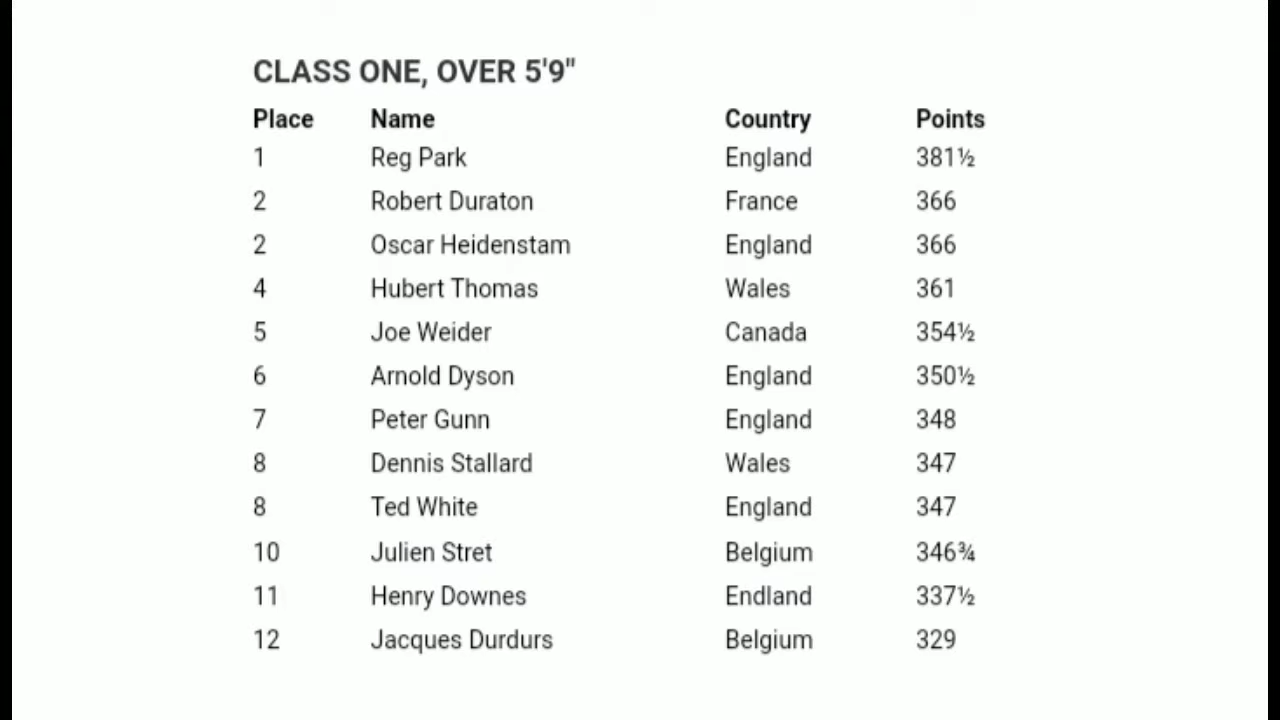 CLASS ONE, OVER 5'9"
Place Name Country Points
1 Reg Park England 381½
2 Robert Duraton France 366
2 Oscar Heidenstam England 366
4 Hubert Thomas Wales 361
5 Joe Weider Canada 354½
6 Arnold Dyson England 350½
7 Peter Gunn England 348
8 Dennis Stallard Wales 347
8 Ted White England 347
10 Julien Stret Belgium 346¾
11 Henry Downes Endland 337½
12 Jacques Durdurs Belgium 329